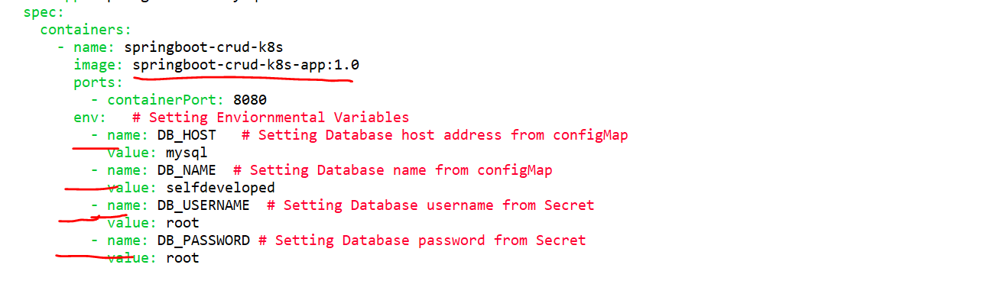 spec:
containers:
- name: springboot-crud-k8s
image: springboot-crud-k8s-app:1.0
ports:
- containerPort: 8080
env: # Setting Enviornmental Variables
- name: DB_HOST # Setting Database host address from configMap
value: mysql
- name: DB_NAME # Setting Database name from configMap
value: selfdeveloped
- name: DB_USERNAME # Setting Database username from Secret
value: root
- name: DB_PASSWORD # Setting Database password from Secret
value: root